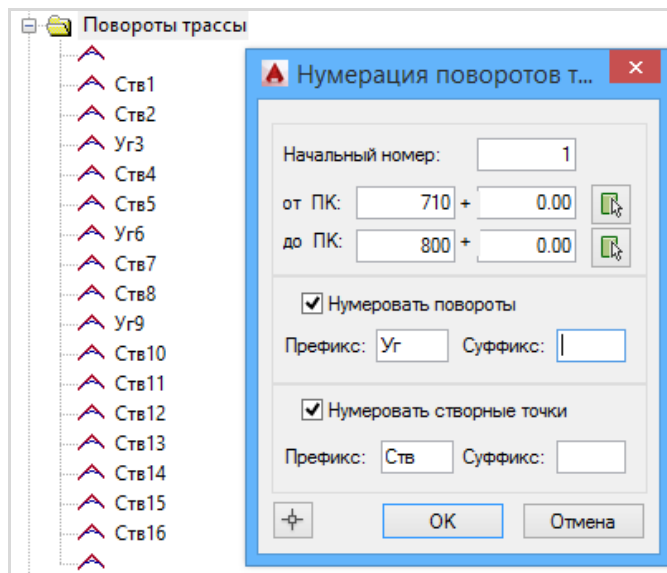 Повороты трассы
Ств1
Ств2
Уг3
Ств4
Ств5
Уг6
Ств7
Ств8
Уг9
Ств10
Ств11
Ств12
Ств13
Ств14
Ств15
Ств16
Нумерация поворотов т...
Начальный номер: 1
от ПК: 710 + 0.00
до ПК: 800 + 0.00
Нумеровать повороты
Префикс: Уг Суффикс:
Нумеровать створные точки
Префикс: Ств Суффикс:
OK Отмена